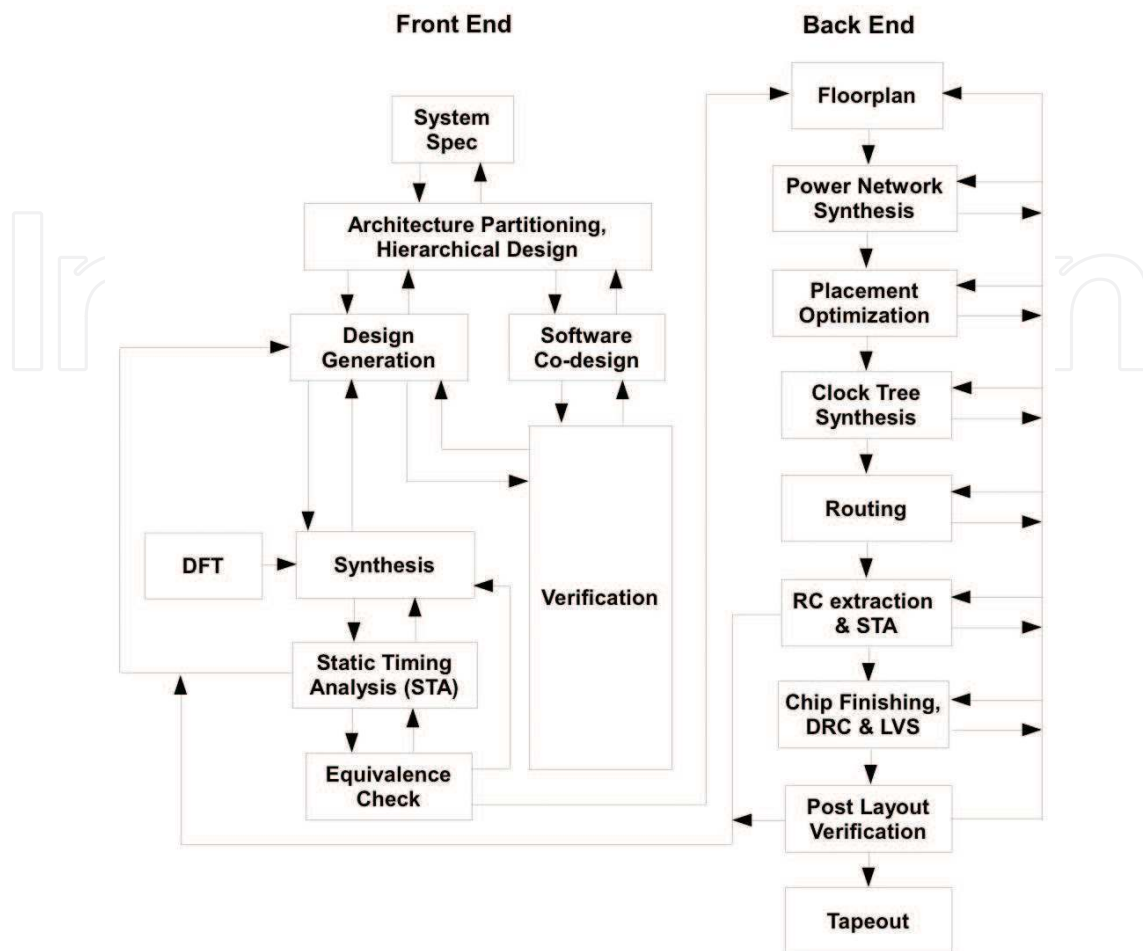 Front End
Back End
System
Spec
Architecture Partitioning,
Hierarchical Design
Design
Generation
Software
Co-design
DFT
Synthesis
Verification
Static Timing
Analysis (STA)
Equivalence
Check
Floorplan
Power Network
Synthesis
Placement
Optimization
Clock Tree
Synthesis
Routing
RC extraction
& STA
Chip Finishing,
DRC & LVS
Post Layout
Verification
Tapeout